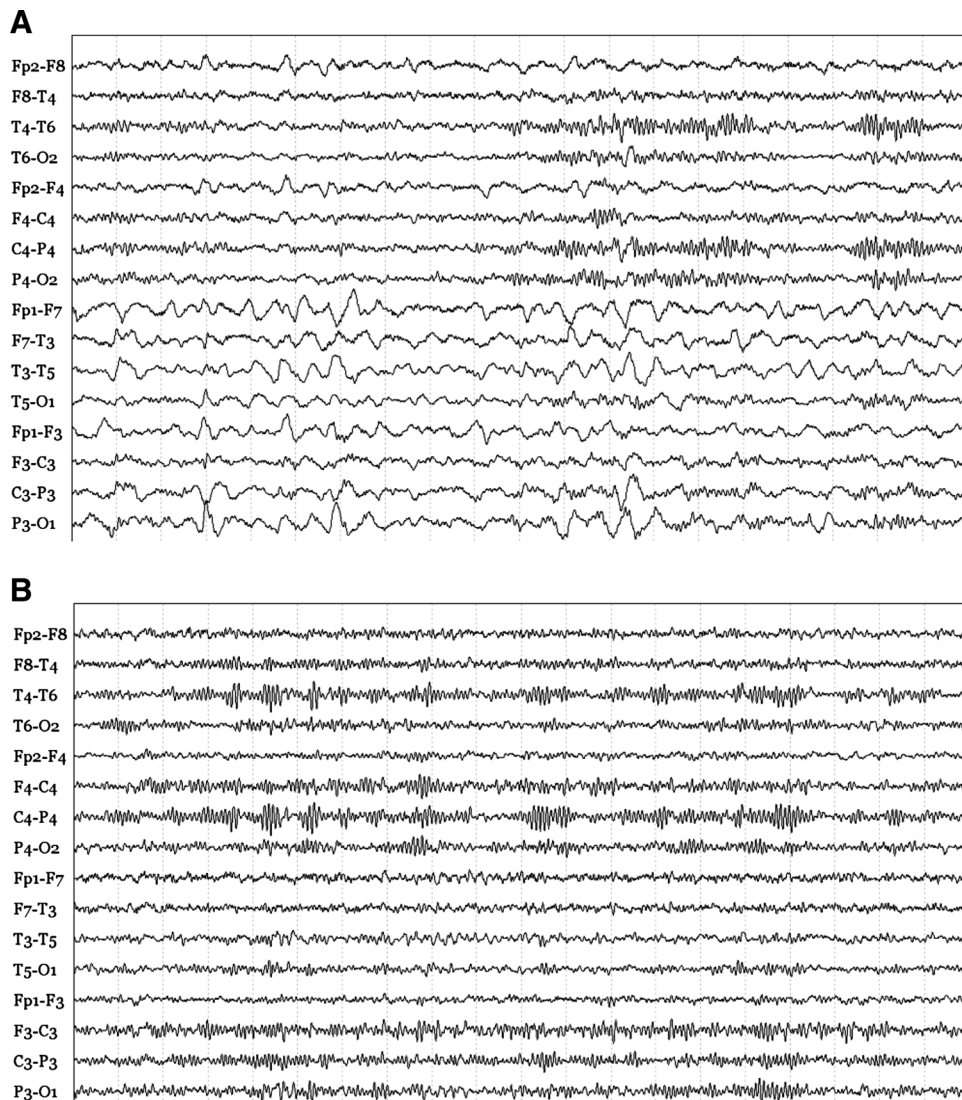 A
Fp2-F8
F8-T4
T4-T6
T6-O2
Fp2-F4
F4-C4
C4-P4
P4-O2
Fp1-F7
F7-T3
T3-T5
T5-O1
Fp1-F3
F3-C3
C3-P3
P3-O1
B
Fp2-F8
F8-T4
T4-T6
T6-O2
Fp2-F4
F4-C4
C4-P4
P4-O2
Fp1-F7
F7-T3
T3-T5
T5-O1
Fp1-F3
F3-C3
C3-P3
P3-O1